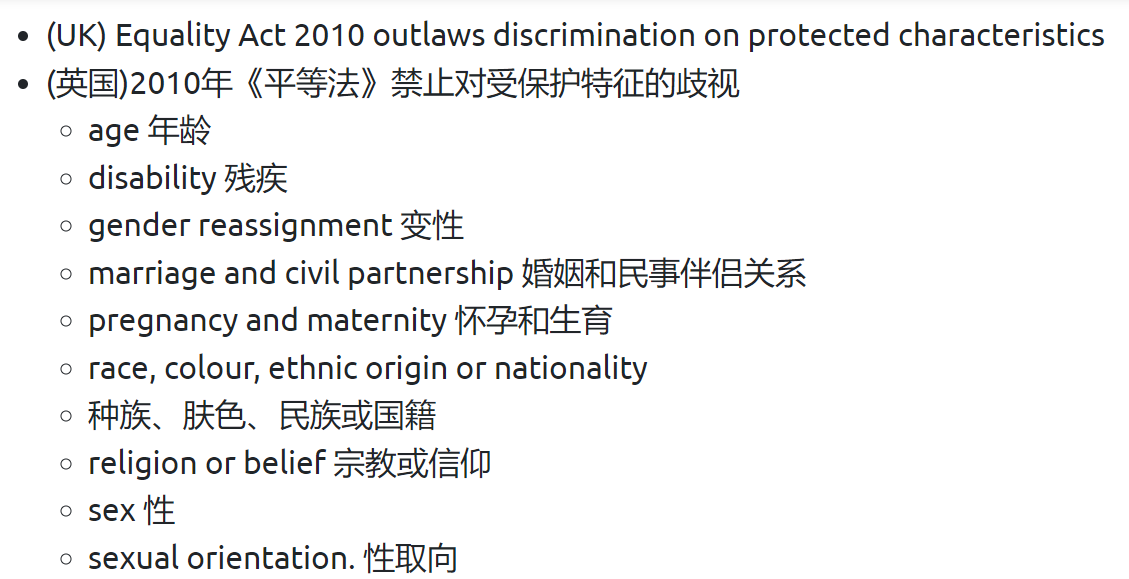 (UK) Equality Act 2010 outlaws discrimination on protected characteristics
(英国)2010年《平等法》禁止对受保护特征的歧视
age 年龄
disability 残疾
gender reassignment 变性
marriage and civil partnership 婚姻和民事伴侣关系
pregnancy and maternity 怀孕和生育
race, colour, ethnic origin or nationality
种族、肤色、民族或国籍
religion or belief 宗教或信仰
sex 性
sexual orientation. 性取向